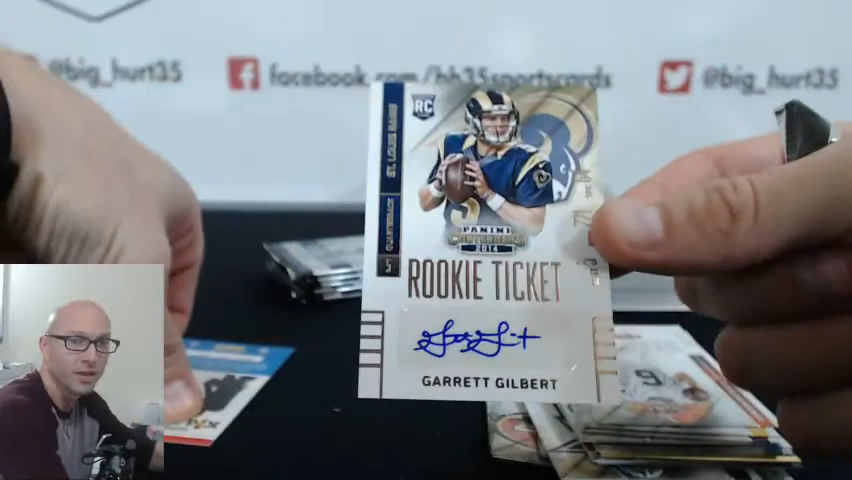 @big_hurt35
facebook.com/bh35sportscards
@big_hurt35
RC
ST. LOUIS RAMS
QUARTERBACK
PANINI
CONTENDERS
2014
ROOKIE TICKET
GARRETT GILBERT